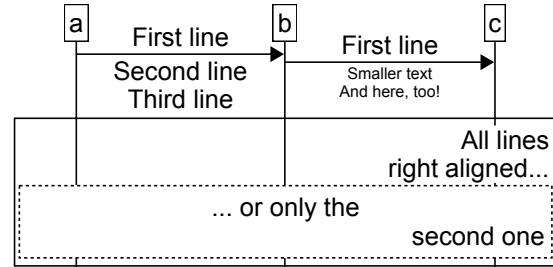 a
b
c
First line
Second line
Third line
First line
Smaller text
And here, too!
All lines
right aligned...
... or only the
second one